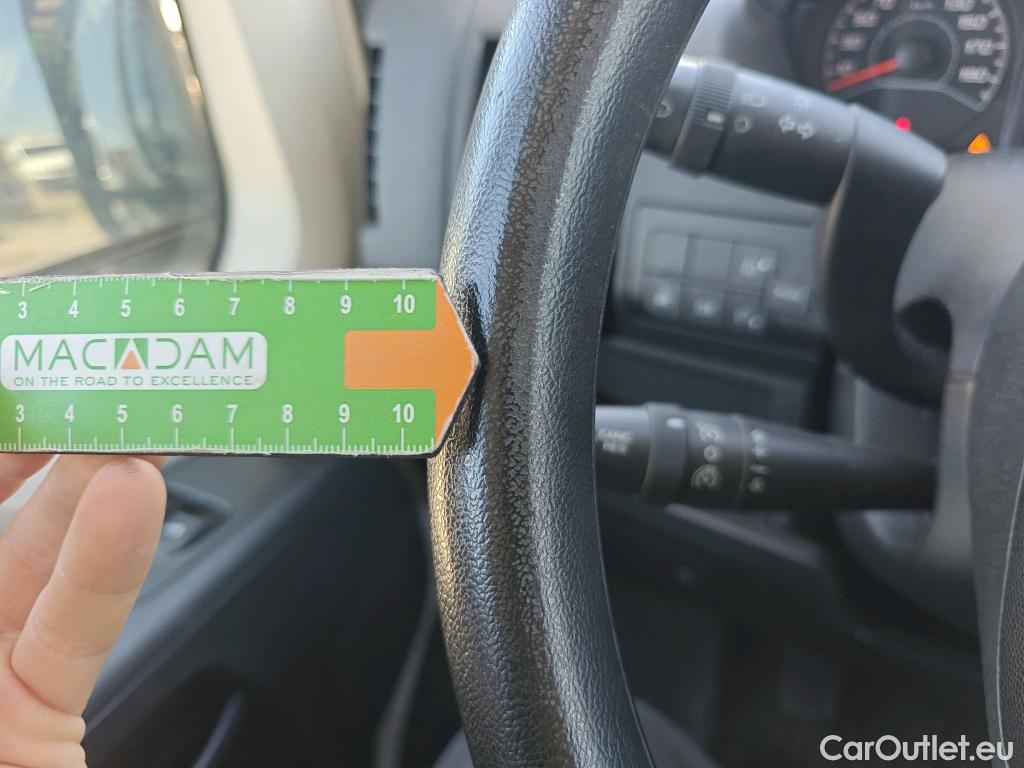 3 4 5 6 7 8 9 10
MACADAM
ON THE ROAD TO EXCELLENCE
3 4 5 6 7 8 9 10
CarOutlet.eu